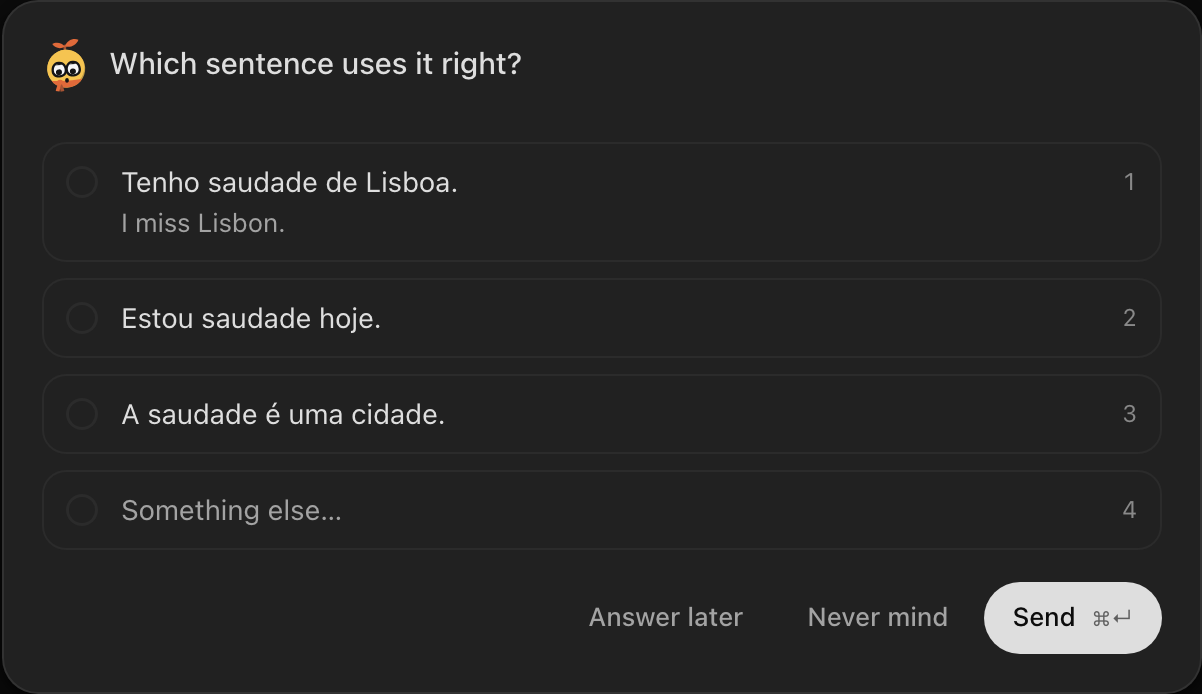 Which sentence uses it right?
Tenho saudade de Lisboa.
1
I miss Lisbon.
Estou saudade hoje.
2
A saudade é uma cidade.
3
Something else...
4
Answer later
Never mind
Send ⌘↵